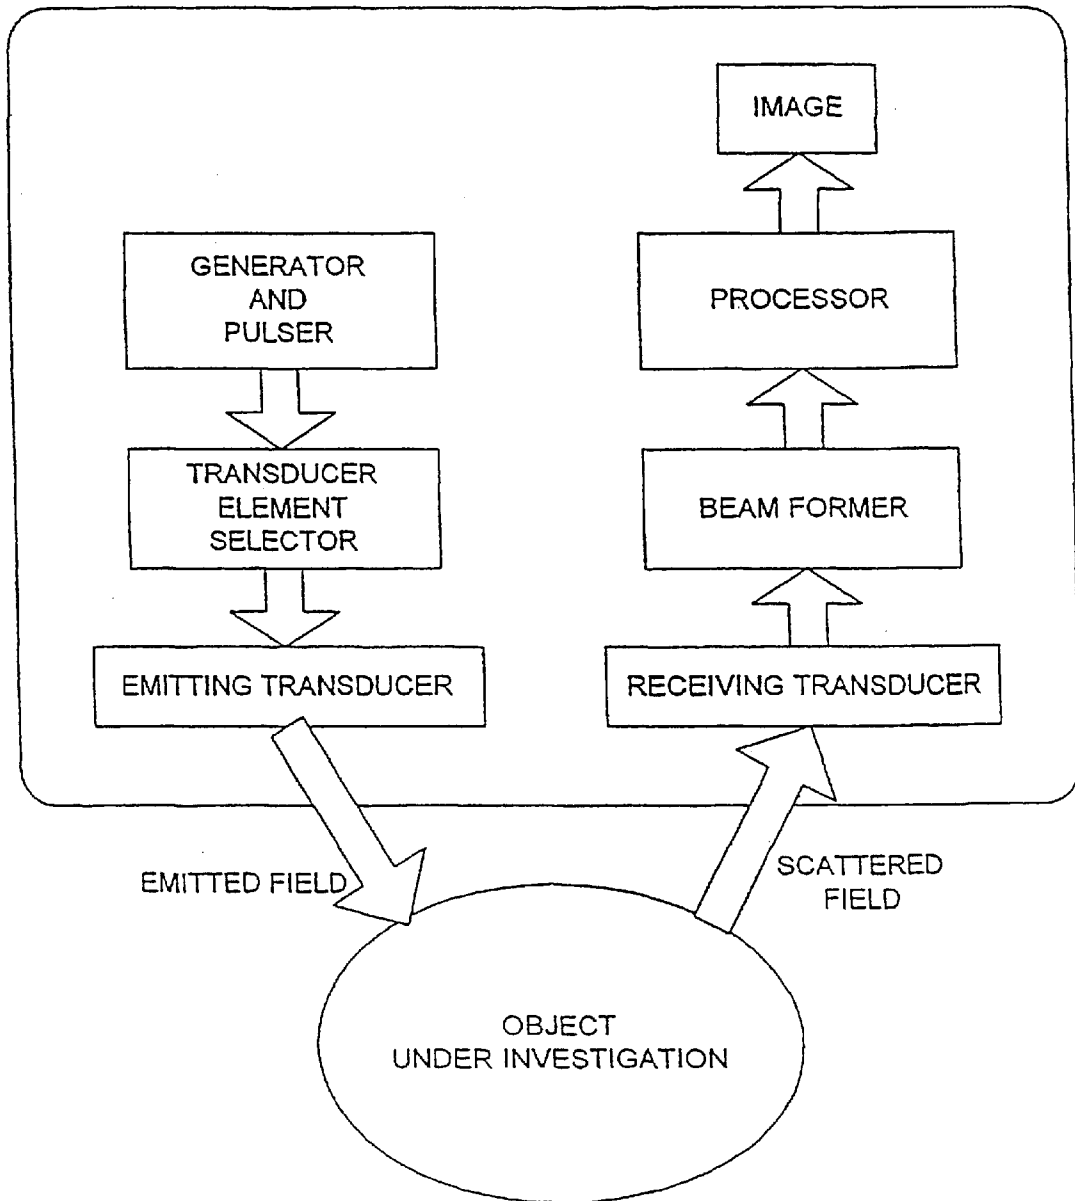 IMAGE
GENERATOR
AND
PULSER
PROCESSOR
TRANSDUCER
ELEMENT
SELECTOR
BEAM FORMER
EMITTING TRANSDUCER
RECEIVING TRANSDUCER
EMITTED FIELD
SCATTERED
FIELD
OBJECT
UNDER INVESTIGATION